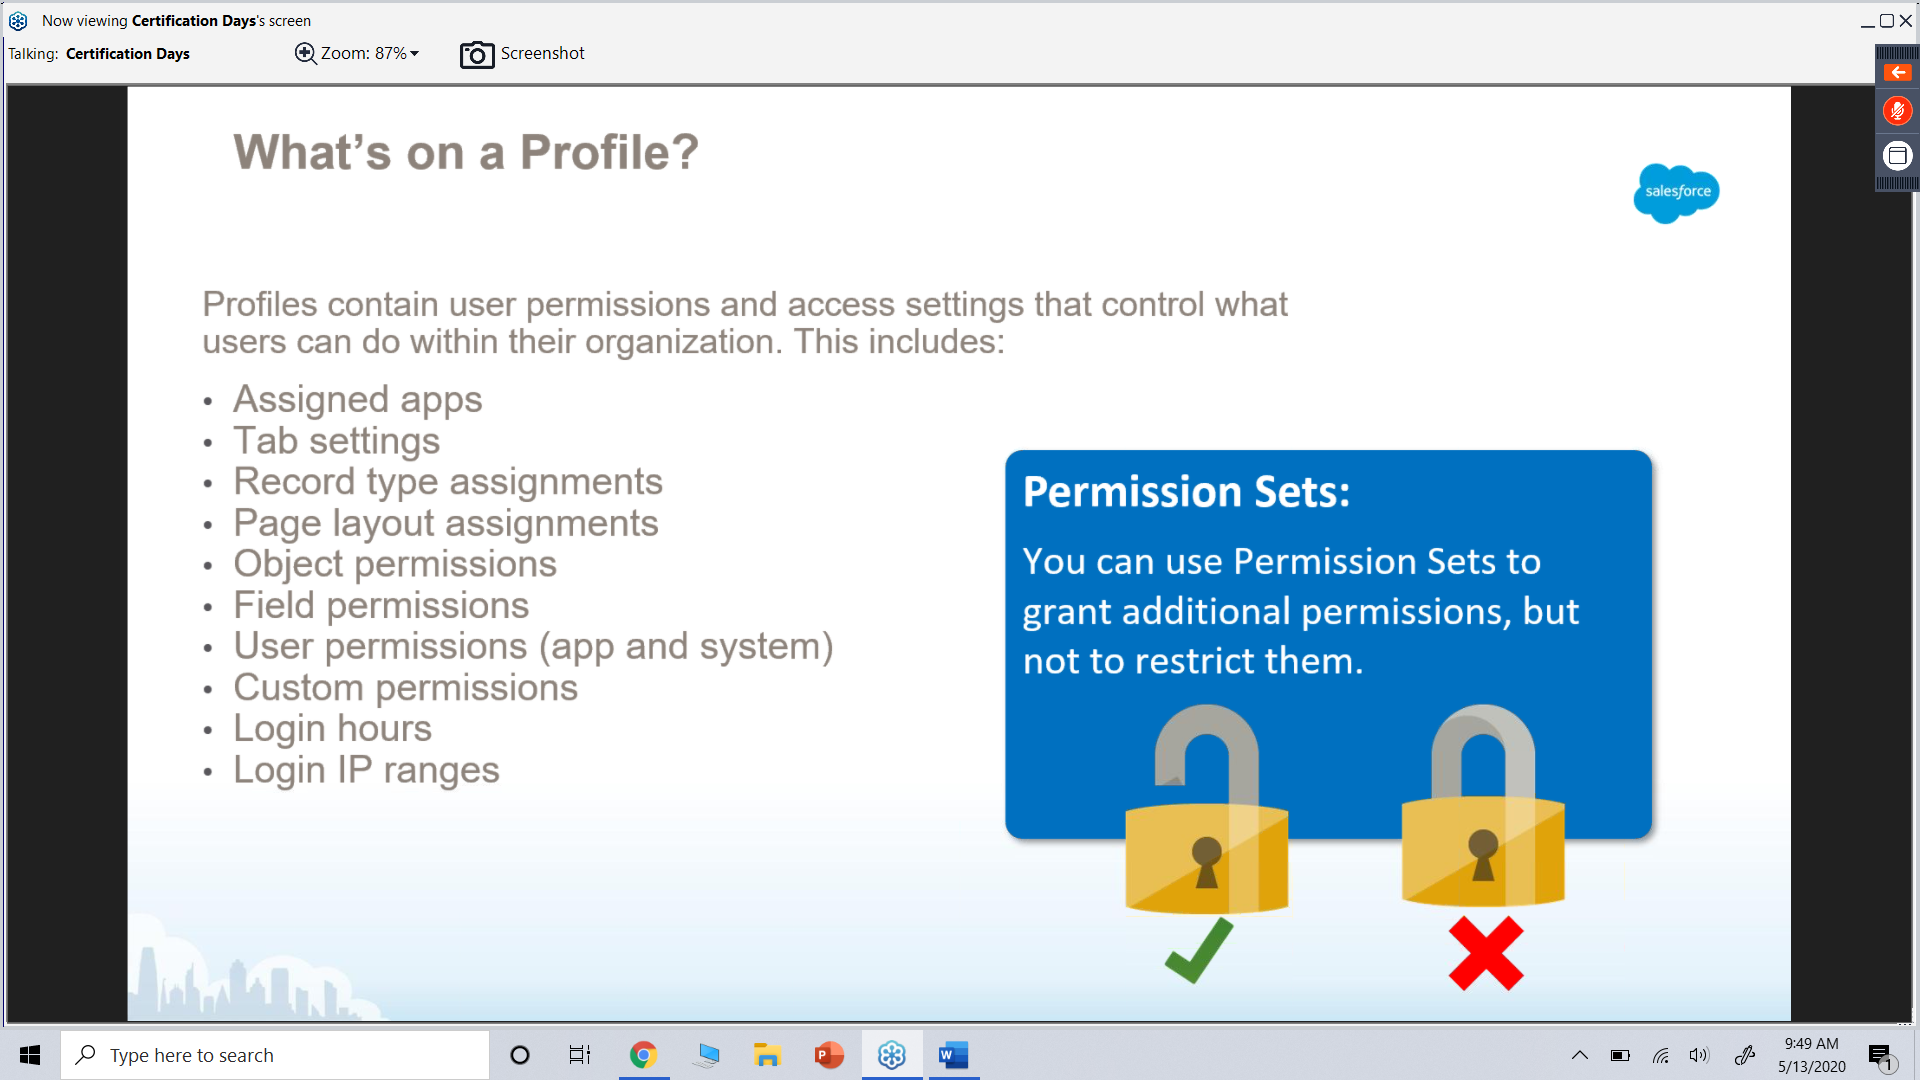 Now viewing Certification Days's screen
Talking: Certification Days
Zoom: 87%
Screenshot
What's on a Profile?
salesforce
Profiles contain user permissions and access settings that control what
users can do within their organization. This includes:
• Assigned apps
• Tab settings
• Record type assignments
• Page layout assignments
• Object permissions
• Field permissions
• User permissions (app and system)
• Custom permissions
• Login hours
• Login IP ranges
Permission Sets:
You can use Permission Sets to
grant additional permissions, but
not to restrict them.
Type here to search
P
W
9:49 AM
5/13/2020
1